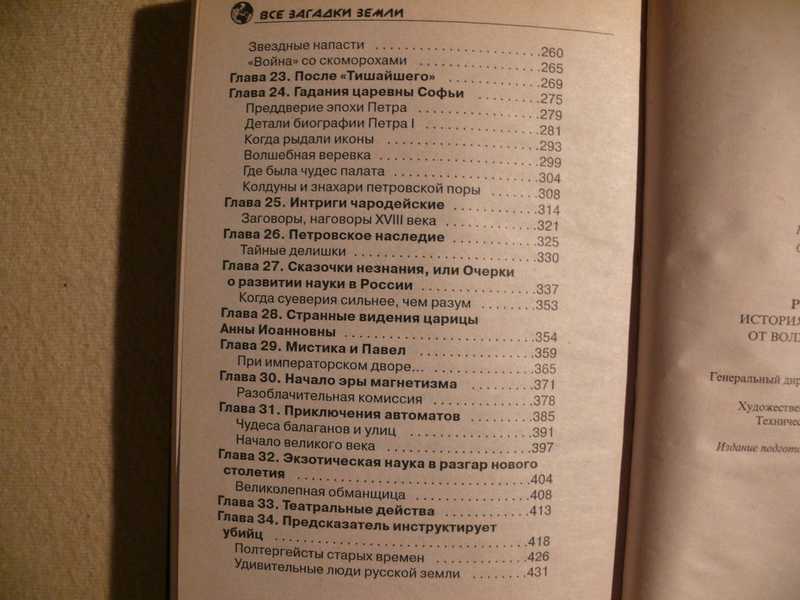 ВСЕ ЗАГАДКИ ЗЕМЛИ
Звездные напасти ..................260
«Война» со скоморохами ..................265
Глава 23. После «Тишайшего» ..................269
Глава 24. Гадания царевны Софьи ..........275
Преддверие эпохи Петра ..................279
Детали биографии Петра I ..................281
Когда рыдали иконы ..................293
Волшебная веревка ..................299
Где была чудес палата ..................304
Колдуны и знахари петровской поры .......308
Глава 25. Интриги чародейские ..........314
Заговоры, наговоры XVIII века ..........321
Глава 26. Петровское наследие ..........325
Тайные делишки ..................330
Глава 27. Сказочки незнания, или Очерки
о развитии науки в России ..........337
Когда суеверия сильнее, чем разум .......353
Глава 28. Странные видения царицы
Анны Иоанновны ..................354
Глава 29. Мистика и Павел ..........359
При императорском дворе... ..........365
Глава 30. Начало эры магнетизма ..........371
Разоблачительная комиссия ..........378
Глава 31. Приключения автоматов ..........385
Чудеса балаганов и улиц ..........391
Начало великого века ..........397
Глава 32. Экзотическая наука в разгар нового
столетия ..................404
Великолепная обманщица ..........408
Глава 33. Театральные действа ..........413
Глава 34. Предсказатель инструктирует
убийц ..................418
Полтергейсты старых времен ..........426
Удивительные люди русской земли .......431
ИСТОРИЯ
ОТ ВОЛ
Генеральный дир
Художестве
Техничес
Издание подгото